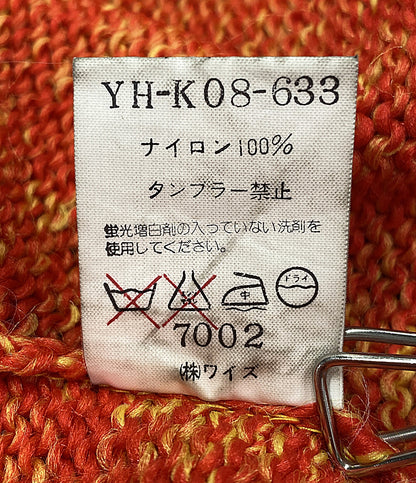 YH-K08-633
ナイロン100%
タンブラー禁止
蛍光増白剤の入っていない洗剤を
使用してください。
中 ドライ
7002
㈱ワイズ